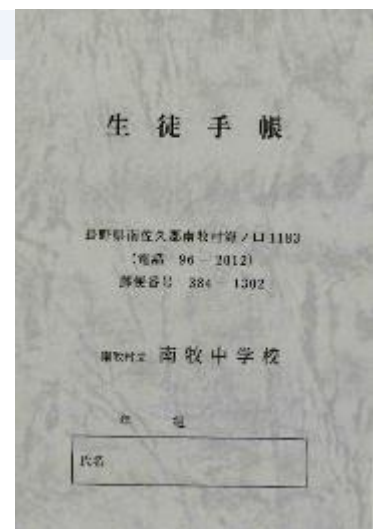 生徒手帳
長野県南佐久郡南牧村海ノ口1183
(電話 96-2012)
郵便番号 384-1302
南牧村立 南牧中学校
年 組
氏名